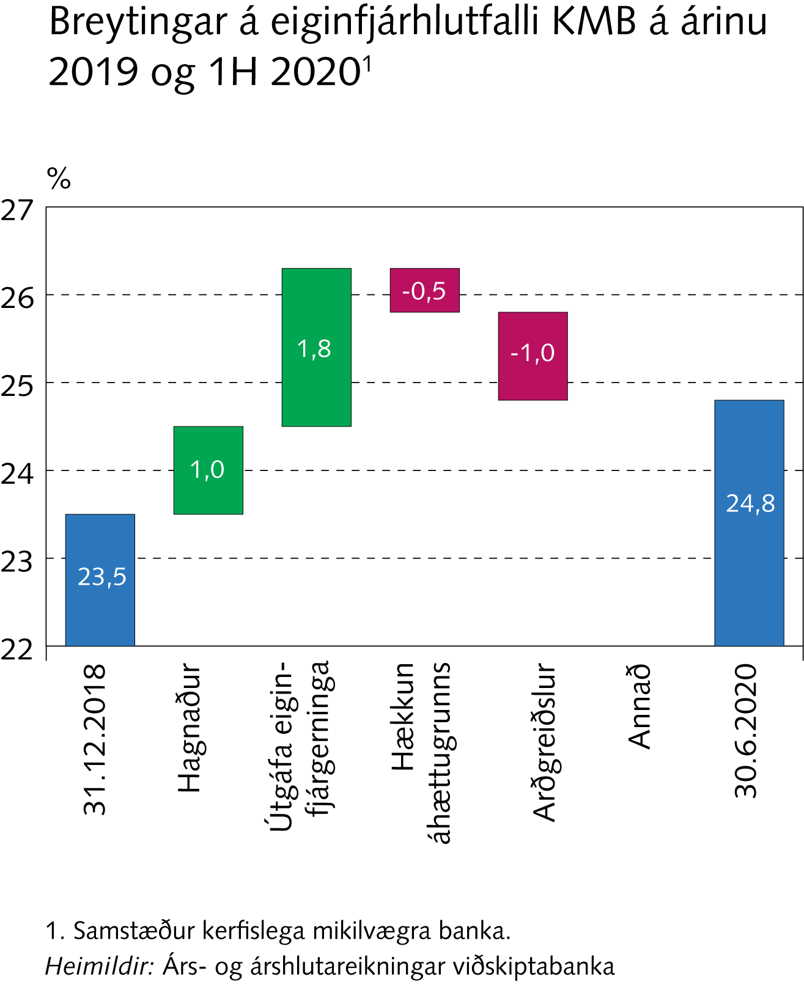 Breytingar á eiginfjárhlutfalli KMB á árinu
2019 og 1H 2020¹
%
27
26
25
24
23
22
23,5
1,0
1,8
-0,5
-1,0
24,8
31.12.2018
Hagnaður
Útgáfa eigin-
fjárgerninga
Hækkun
áhættugrunns
Arðgreiðslur
Annað
30.6.2020
1. Samstæður kerfislega mikilvægra banka.
Heimildir: Árs- og árshlutareikningar viðskiptabanka